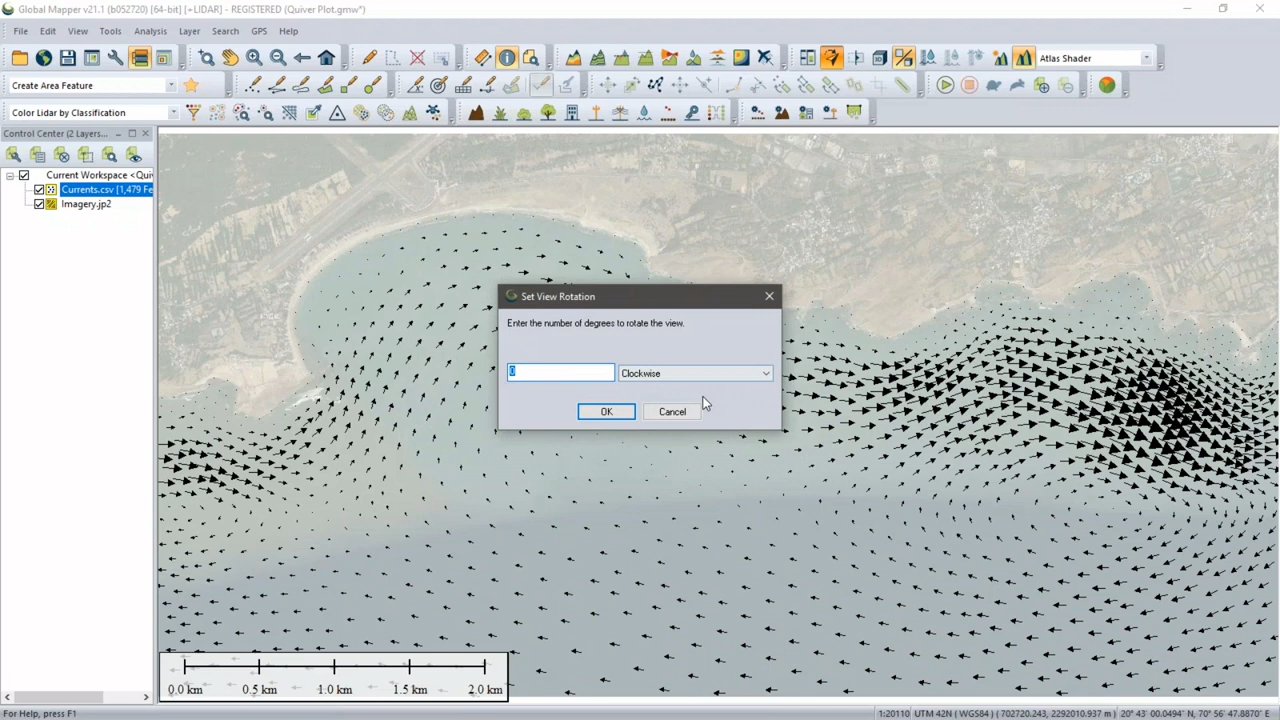 Global Mapper v21.1 (b052720) [64-bit] [+LIDAR] - REGISTERED (Quiver Plot.gmw*)
File Edit View Tools Analysis Layer Search GPS Help
Atlas Shader
Create Area Feature
Color Lidar by Classification
Control Center (2 Layers...
Current Workspace <Quiv
Currents.csv [1,479 Fe
Imagery.jp2
Set View Rotation
Enter the number of degrees to rotate the view.
0 Clockwise
OK Cancel
0.0 km 0.5 km 1.0 km 1.5 km 2.0 km
For Help, press F1
1:20110 UTM 42N ( WGS84 ) ( 702720.243, 2292010.937 m ) 20° 43' 00.0494" N, 70° 56' 47.8870" E